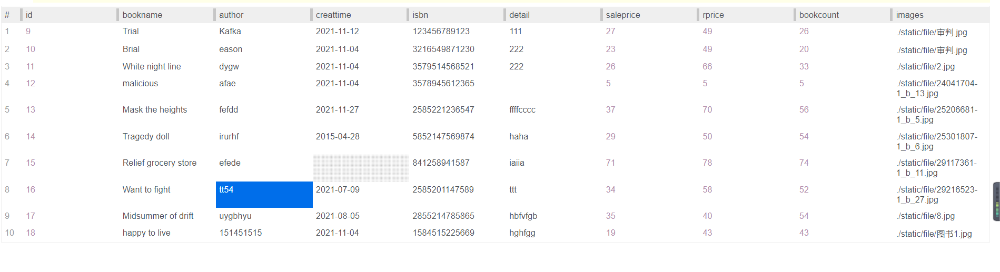 # id bookname author creattime isbn detail saleprice rprice bookcount images
1 9 Trial Kafka 2021-11-12 123456789123 111 27 49 26 ./static/file/审判.jpg
2 10 Brial eason 2021-11-04 3216549871230 222 23 49 20 ./static/file/审判.jpg
3 11 White night line dygw 2021-11-04 3579514568521 222 26 66 33 ./static/file/2.jpg
4 12 malicious afae 2021-11-04 3578945612365 5 5 5 ./static/file/24041704-
1_b_13.jpg
5 13 Mask the heights fefdd 2021-11-27 2585221236547 ffffcccc 37 70 56 ./static/file/25206681-
1_b_5.jpg
6 14 Tragedy doll irurhf 2015-04-28 5852147569874 haha 29 50 54 ./static/file/25301807-
1_b_6.jpg
7 15 Relief grocery store efede 841258941587 iaiia 71 78 74 ./static/file/29117361-
1_b_11.jpg
8 16 Want to fight tt54 2021-07-09 2585201147589 ttt 34 58 52 ./static/file/29216523-
1_b_27.jpg
9 17 Midsummer of drift uygbhyu 2021-08-05 2855214785865 hbfvfgb 35 40 54 ./static/file/8.jpg
10 18 happy to live 151451515 2021-11-04 1584515225669 hghfgg 19 43 43 ./static/file/图书1.jpg